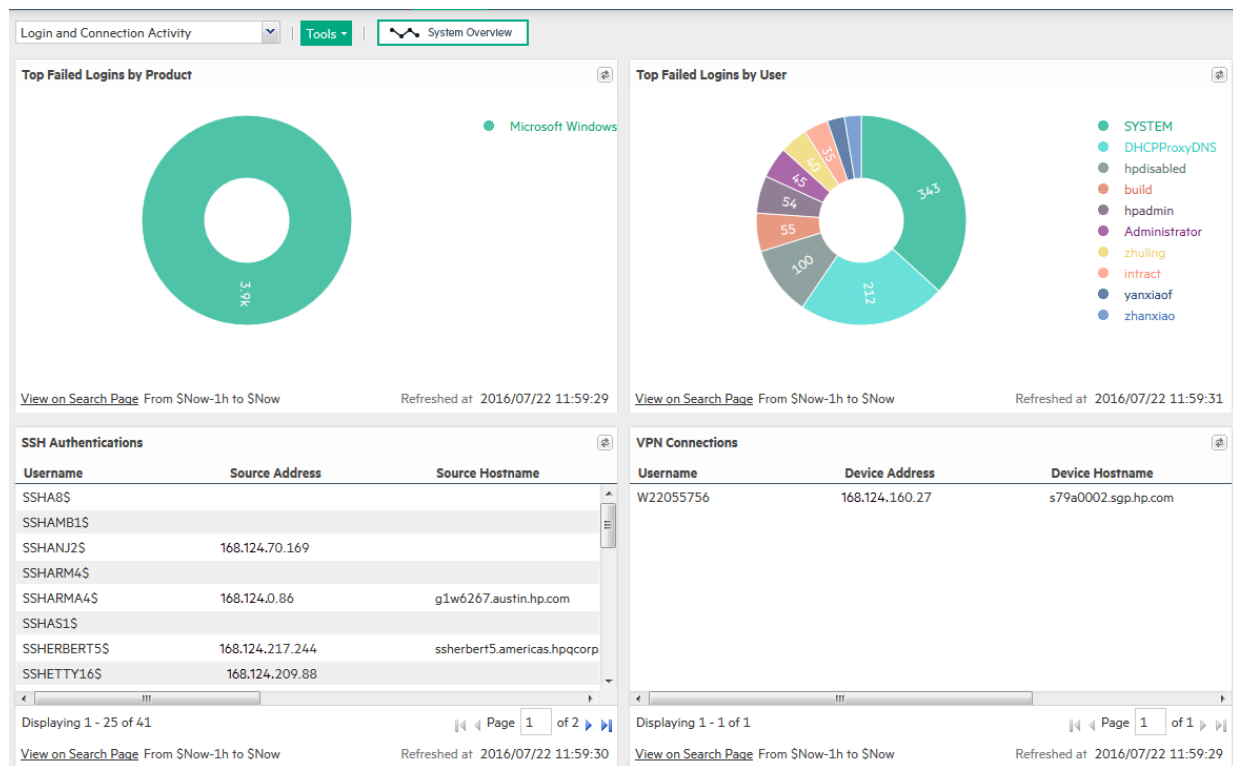 Login and Connection Activity
Tools
System Overview
Top Failed Logins by Product
Microsoft Windows
3.9k
View on Search Page From $Now-1h to $Now
Refreshed at 2016/07/22 11:59:29
Top Failed Logins by User
343
212
100
55
54
45
40
35
SYSTEM
DHCPProxyDNS
hpdisabled
build
hpadmin
Administrator
zhuling
intract
yanxiaof
zhanxiao
View on Search Page From $Now-1h to $Now
Refreshed at 2016/07/22 11:59:31
SSH Authentications
Username Source Address Source Hostname
SSHA8$
SSHAMB1$
SSHANJ2$ 168.124.70.169
SSHARM4$
SSHARMA4$ 168.124.0.86 g1w6267.austin.hp.com
SSHAS1$
SSHERBERT5$ 168.124.217.244 ssherbert5.americas.hpqcorp.
SSHETTY16$ 168.124.209.88
Displaying 1 - 25 of 41
Page 1 of 2
View on Search Page From $Now-1h to $Now
Refreshed at 2016/07/22 11:59:30
VPN Connections
Username Device Address Device Hostname
W22055756 168.124.160.27 s79a0002.sgp.hp.com
Displaying 1 - 1 of 1
Page 1 of 1
View on Search Page From $Now-1h to $Now
Refreshed at 2016/07/22 11:59:29